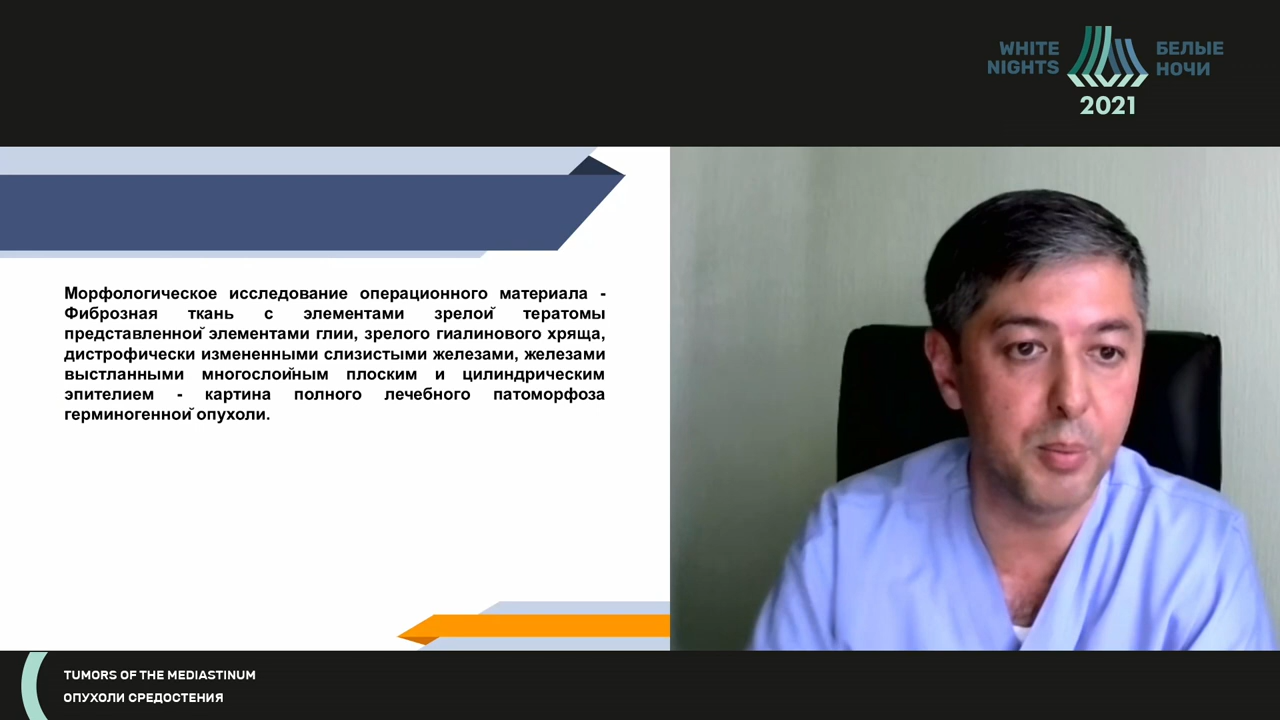 WHITE
NIGHTS
БЕЛЫЕ
НОЧИ
2021
Морфологическое исследование операционного материала -
Фиброзная ткань с элементами зрелой тератомы
представленной элементами глии, зрелого гиалинового хряща,
дистрофически измененными слизистыми железами, железами
выстланными многослойным плоским и цилиндрическим
эпителием - картина полного лечебного патоморфоза
герминогенной опухоли.
TUMORS OF THE MEDIASTINUM
ОПУХОЛИ СРЕДОСТЕНИЯ